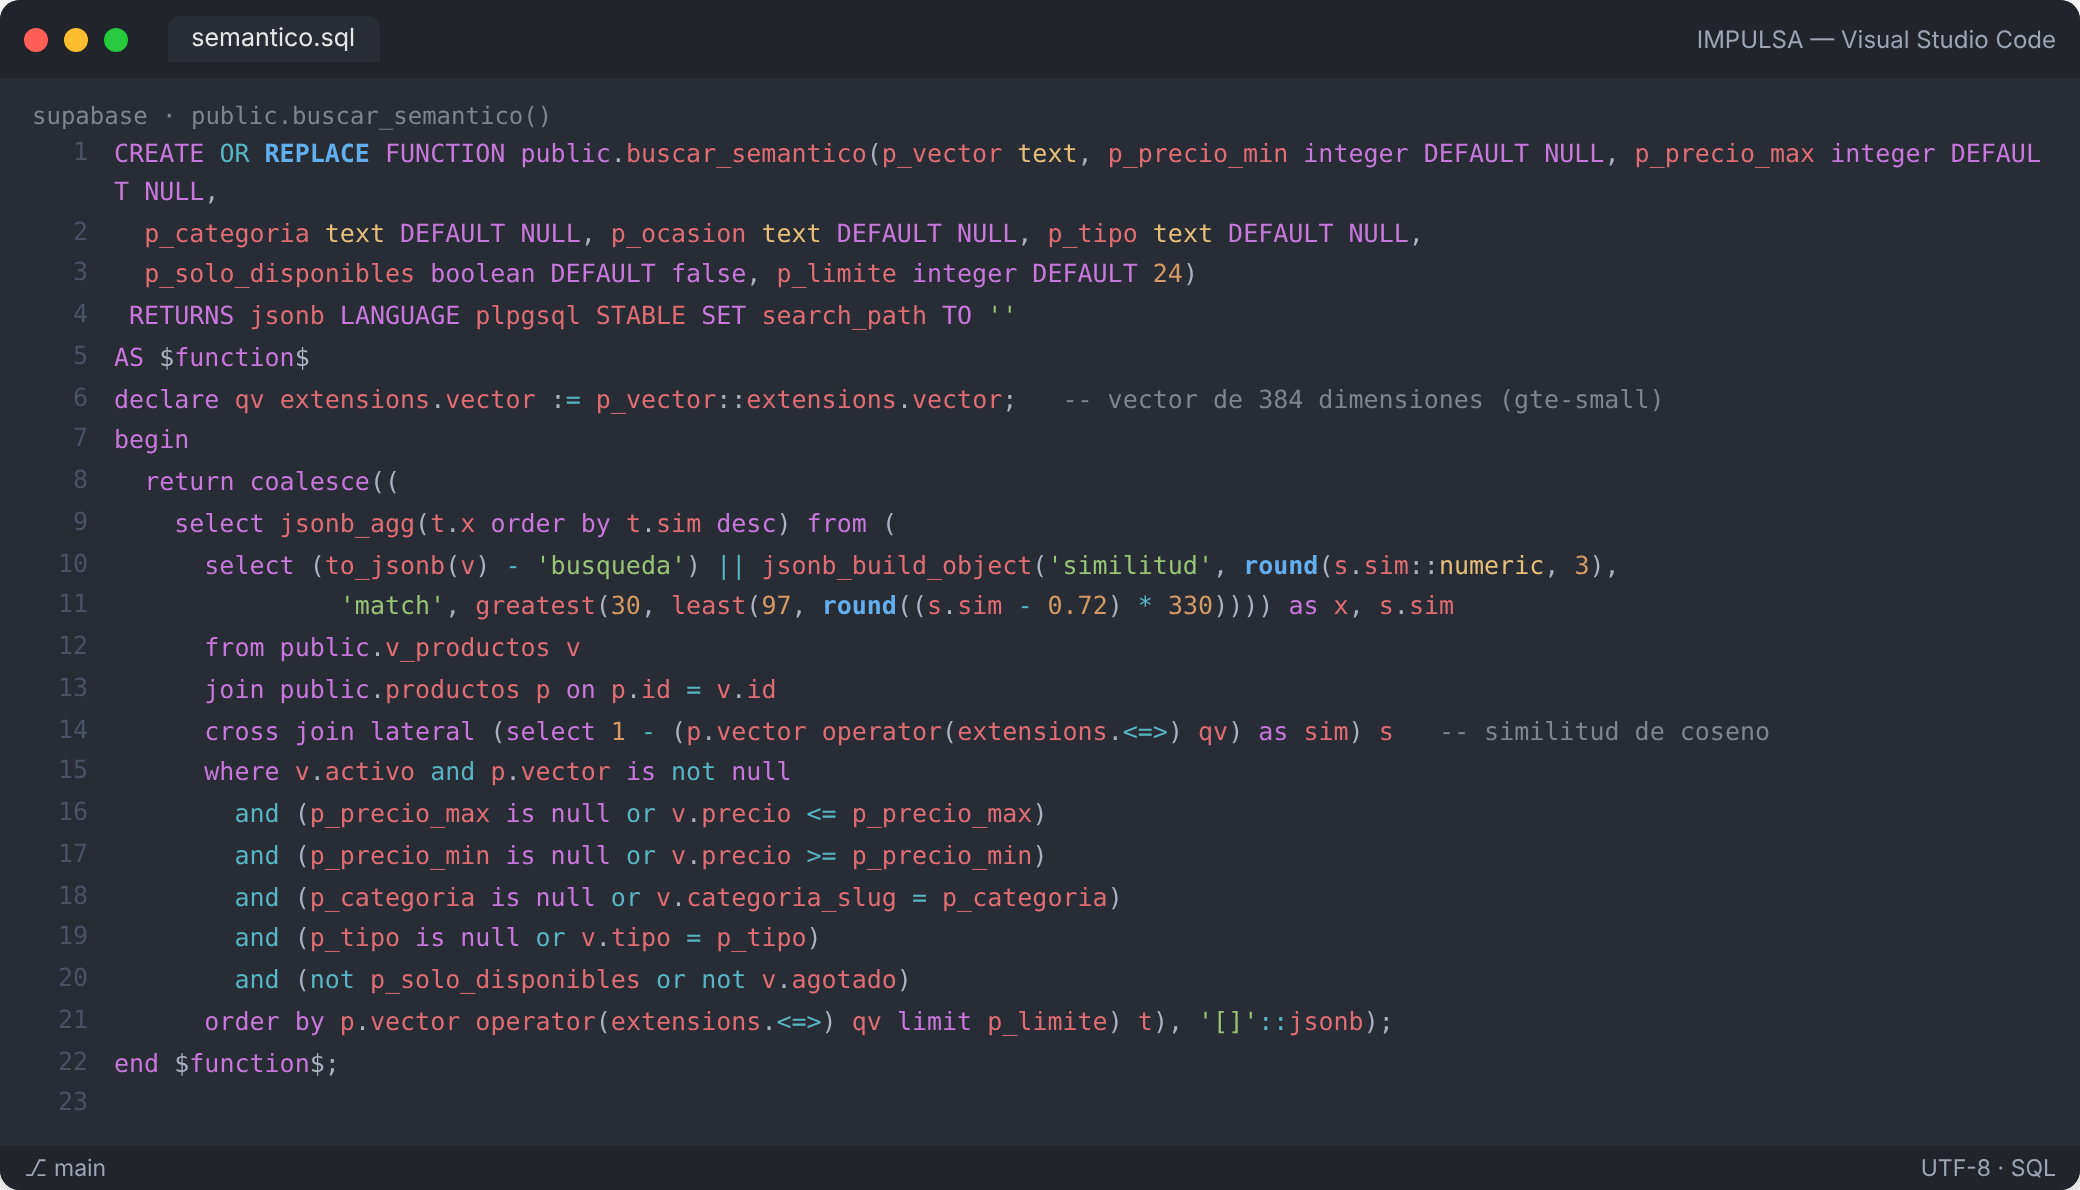 semantico.sql
IMPULSA — Visual Studio Code
supabase · public.buscar_semantico()
1 CREATE OR REPLACE FUNCTION public.buscar_semantico(p_vector text, p_precio_min integer DEFAULT NULL, p_precio_max integer DEFAUL
T NULL,
2   p_categoria text DEFAULT NULL, p_ocasion text DEFAULT NULL, p_tipo text DEFAULT NULL,
3   p_solo_disponibles boolean DEFAULT false, p_limite integer DEFAULT 24)
4  RETURNS jsonb LANGUAGE plpgsql STABLE SET search_path TO ''
5 AS $function$
6 declare qv extensions.vector := p_vector::extensions.vector;   -- vector de 384 dimensiones (gte-small)
7 begin
8   return coalesce((
9     select jsonb_agg(t.x order by t.sim desc) from (
10       select (to_jsonb(v) - 'busqueda') || jsonb_build_object('similitud', round(s.sim::numeric, 3),
11                'match', greatest(30, least(97, round((s.sim - 0.72) * 330)))) as x, s.sim
12       from public.v_productos v
13       join public.productos p on p.id = v.id
14       cross join lateral (select 1 - (p.vector operator(extensions.<=>) qv) as sim) s   -- similitud de coseno
15       where v.activo and p.vector is not null
16         and (p_precio_max is null or v.precio <= p_precio_max)
17         and (p_precio_min is null or v.precio >= p_precio_min)
18         and (p_categoria is null or v.categoria_slug = p_categoria)
19         and (p_tipo is null or v.tipo = p_tipo)
20         and (not p_solo_disponibles or not v.agotado)
21       order by p.vector operator(extensions.<=>) qv limit p_limite) t), '[]'::jsonb);
22 end $function$;
23
⎇ main
UTF-8 · SQL